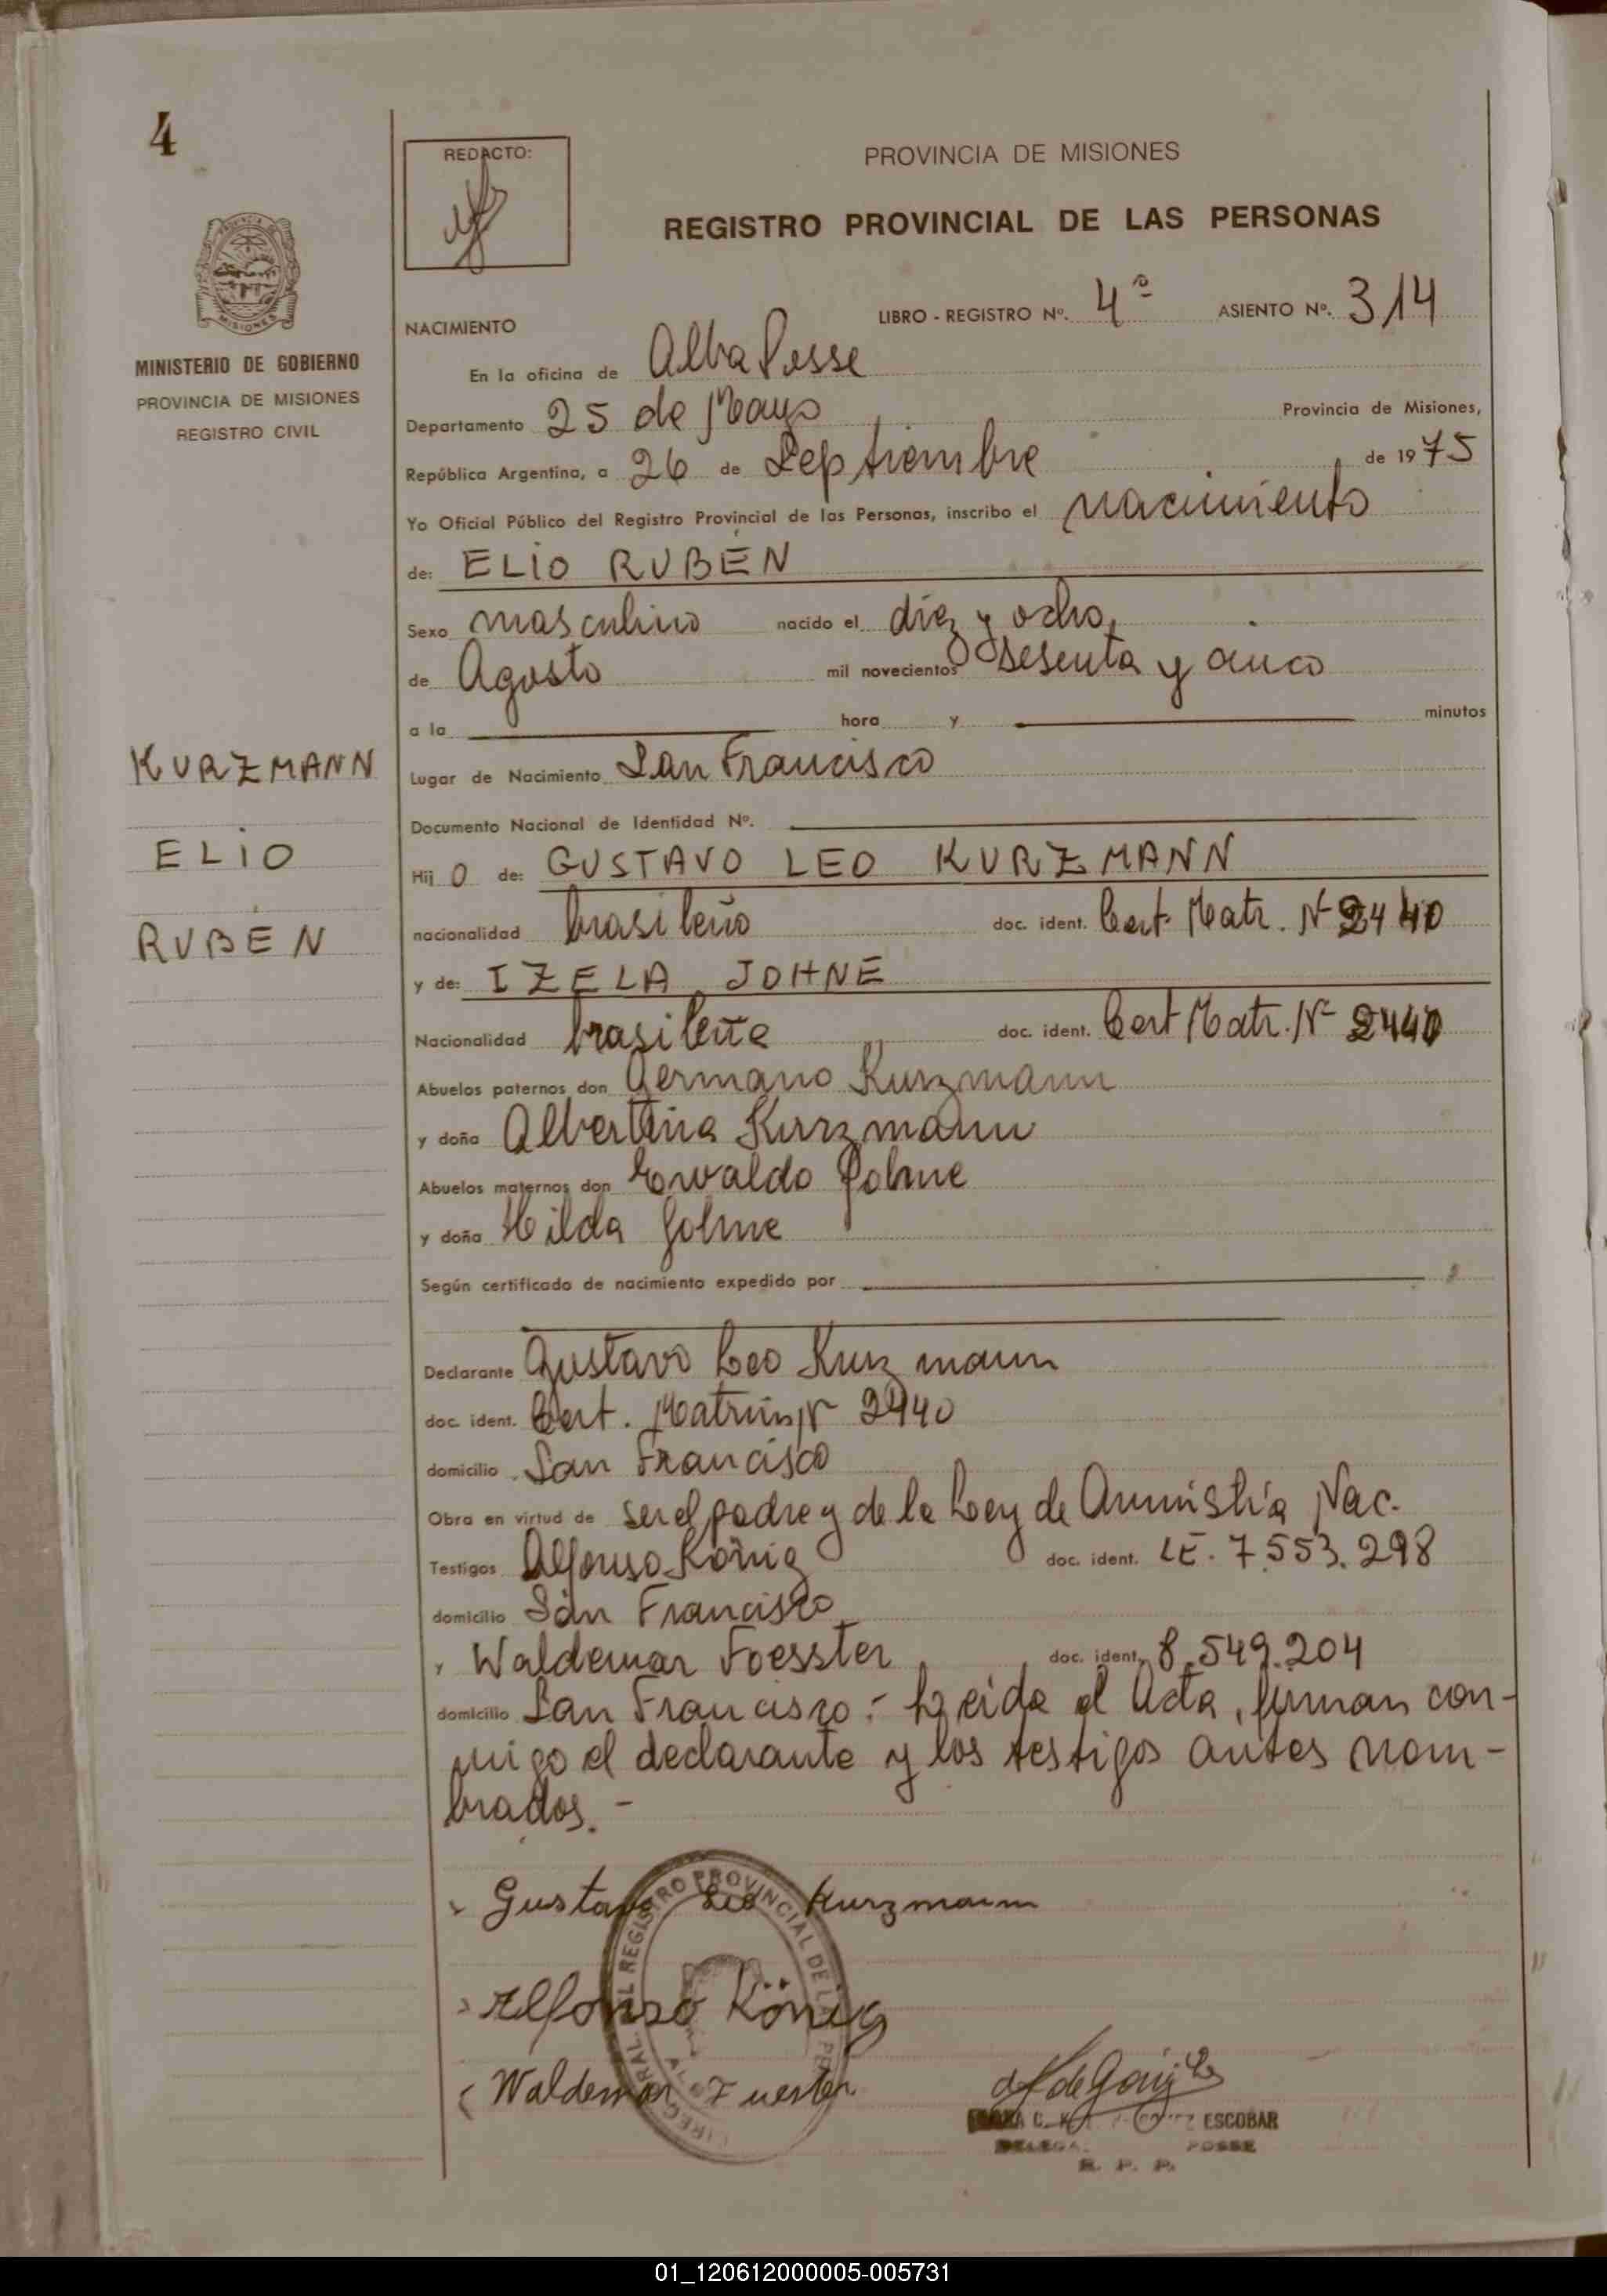 4
REDACTO:
PROVINCIA DE MISIONES
REGISTRO PROVINCIAL DE LAS PERSONAS
MISIONES
MINISTERIO DE GOBIERNO
PROVINCIA DE MISIONES
REGISTRO CIVIL
LIBRO - REGISTRO Nº. 4º ASIENTO Nº. 314
NACIMIENTO
En la oficina de Alba Posse
Departamento 25 de Mayo Provincia de Misiones,
República Argentina, a 26 de Septiembre de 1975
Yo Oficial Público del Registro Provincial de las Personas, inscribo el nacimiento
de: ELIO RUBÉN
Sexo masculino nacido el diez y ocho
de Agosto mil novecientos sesenta y cinco
a la hora y minutos
KURZMANN
ELIO
RUBÉN
Lugar de Nacimiento San Francisco
Documento Nacional de Identidad Nº.
Hij o de: GUSTAVO LEO KURZMANN
nacionalidad brasileño doc. ident. Cert. Matr. Nº 2440
y de: IZELA JOHNE
Nacionalidad brasileña doc. ident. Cert Matr. Nº 2440
Abuelos paternos don Germano Kurzmann
y doña Albertina Kurzmann
Abuelos maternos don Ewaldo Johne
y doña Hilda Johne
Según certificado de nacimiento expedido por
Declarante Gustavo Leo Kurzmann
doc. ident. Cert. Matrim Nº 2440
domicilio San Francisco
Obra en virtud de ser el padre y de la Ley de Amnistía Nac.
Testigos Alfonso König doc. ident. LE. 7.553.298
domicilio San Francisco
y Waldemar Foesster doc. ident. 8.549.204
domicilio San Francisco.- Leída el Acta, firman con-
migo el declarante y los testigos antes nom-
brados.-
Gustavo Leo Kurzmann
Alfonso König
Waldemar Fuester
REGISTRO PROVINCIAL DE
ESCOBAR
POSSE
R. P. P.
01_120612000005-005731